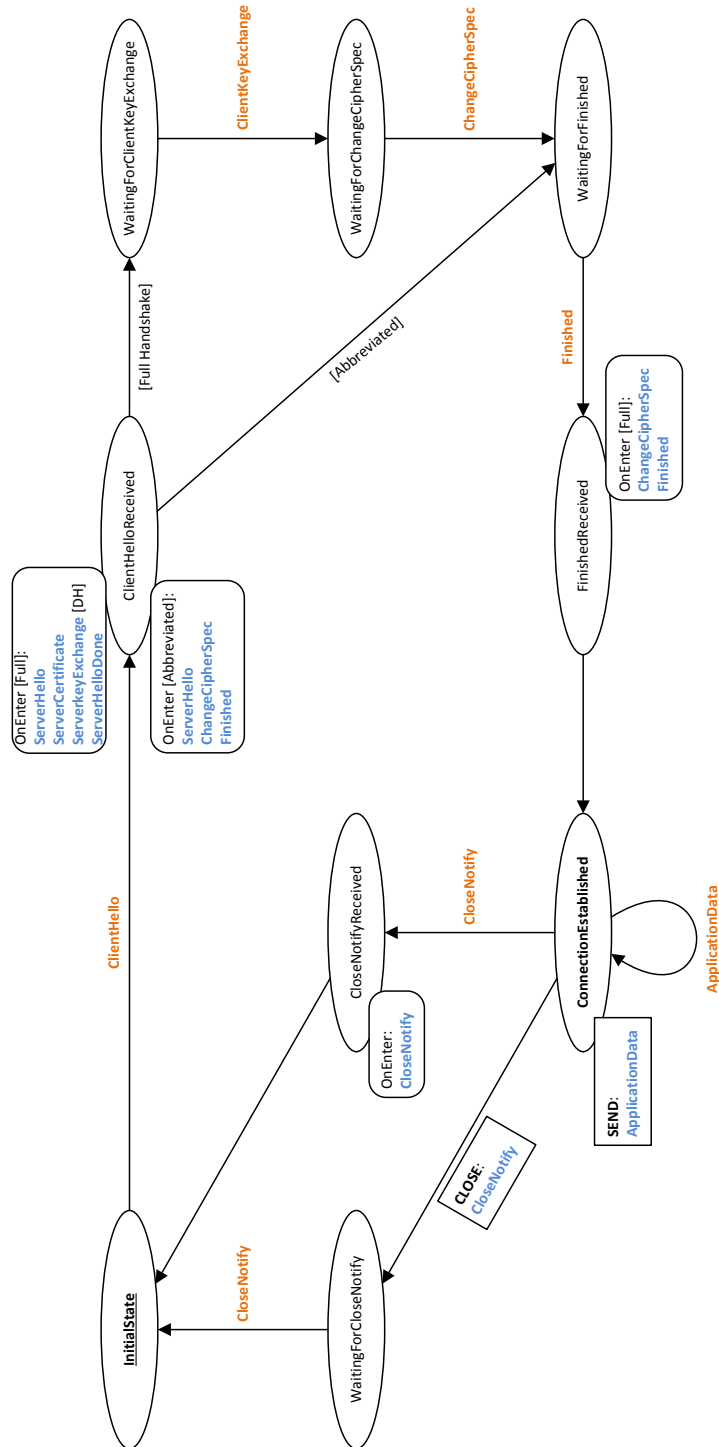 InitialState
ClientHello
OnEnter [Full]:
ServerHello
ServerCertificate
ServerkeyExchange [DH]
ServerHelloDone
ClientHelloReceived
OnEnter [Abbreviated]:
ServerHello
ChangeCipherSpec
Finished
[Full Handshake]
WaitingForClientKeyExchange
ClientKeyExchange
[Abbreviated]
CloseNotify
WaitingForCloseNotify
CloseNotifyReceived
OnEnter:
CloseNotify
WaitingForChangeCipherSpec
ChangeCipherSpec
CloseNotify
CLOSE:
CloseNotify
Finished
ConnectionEstablished
FinishedReceived
WaitingForFinished
OnEnter [Full]:
ChangeCipherSpec
Finished
SEND:
ApplicationData
ApplicationData